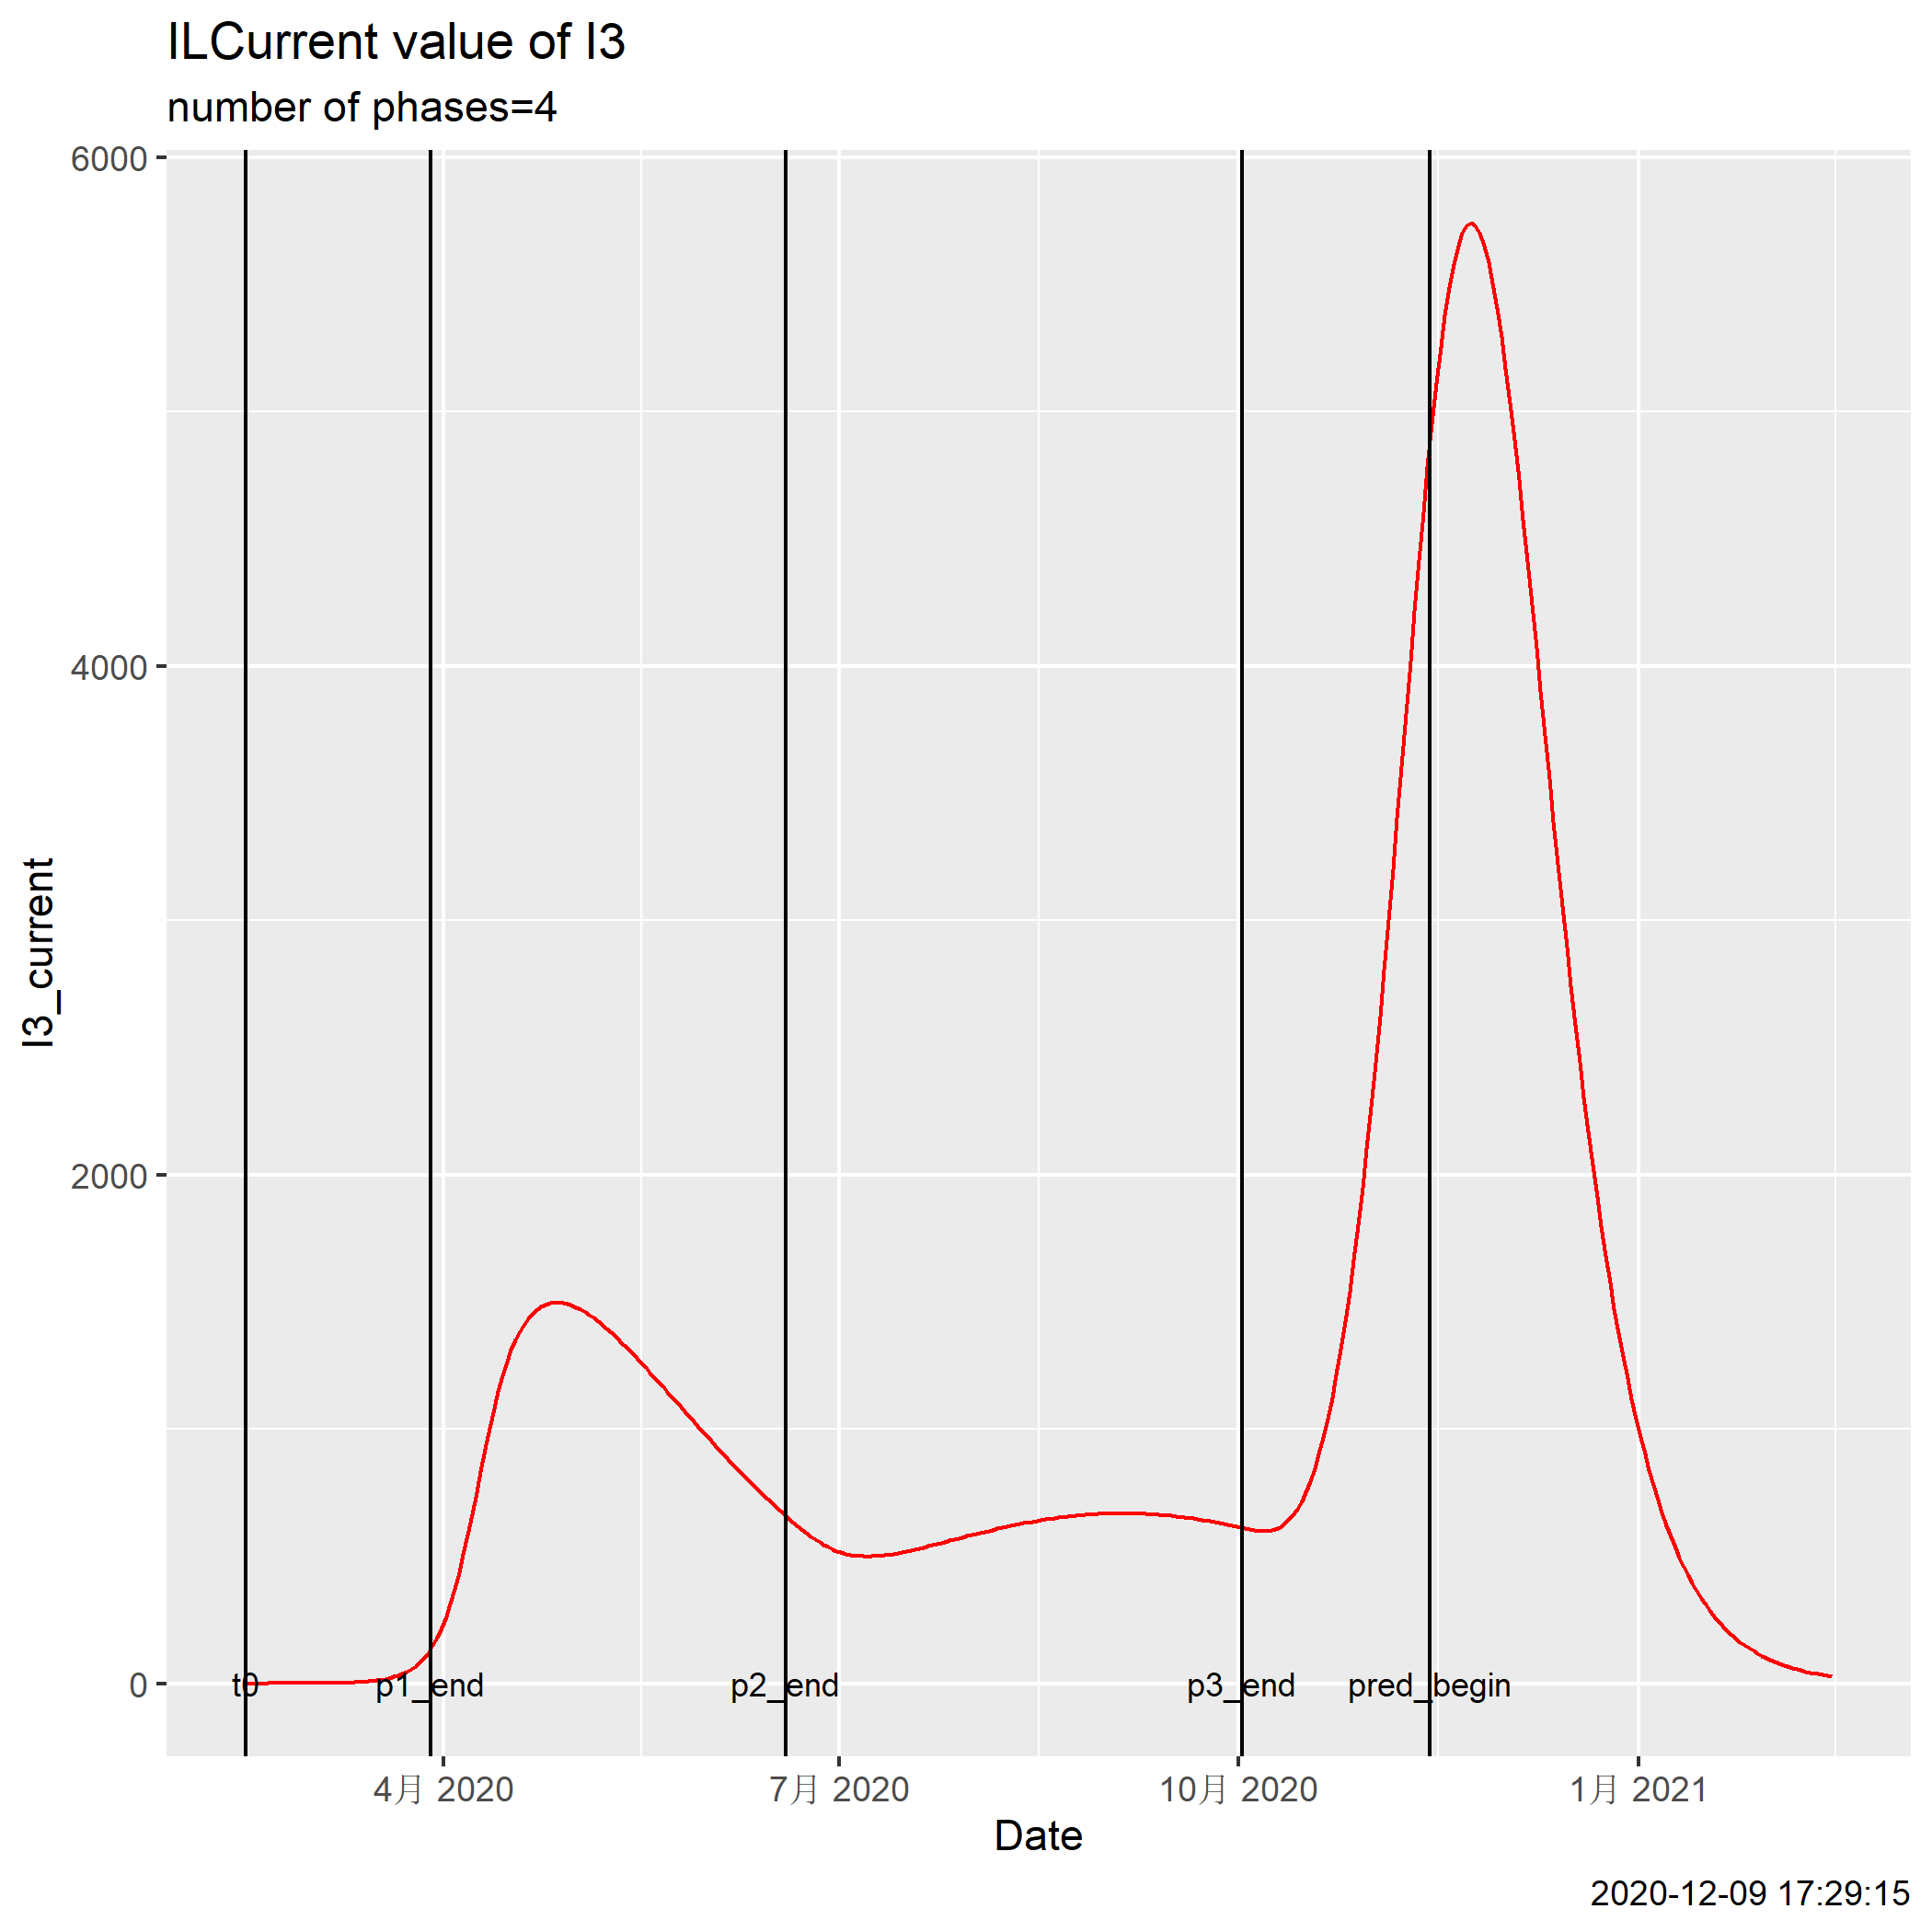 ILCurrent value of I3
number of phases=4
6000
4000
2000
0
I3_current
t0 p1_end p2_end p3_end pred_begin
4月 2020 7月 2020 10月 2020 1月 2021
Date
2020-12-09 17:29:15